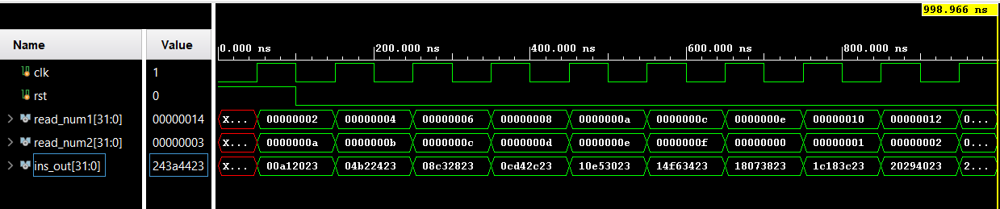 998.966 ns
Name Value
0.000 ns 200.000 ns 400.000 ns 600.000 ns 800.000 ns
clk 1
rst 0
read_num1[31:0] 00000014 X... 00000002 00000004 00000006 00000008 0000000a 0000000c 0000000e 00000010 00000012 0...
read_num2[31:0] 00000003 X... 0000000a 0000000b 0000000c 0000000d 0000000e 0000000f 00000000 00000001 00000002 0...
ins_out[31:0] 243a4423 X... 00a12023 04b22423 08c32823 0cd42c23 10e53023 14f63423 18073823 1c183c23 20294023 2...